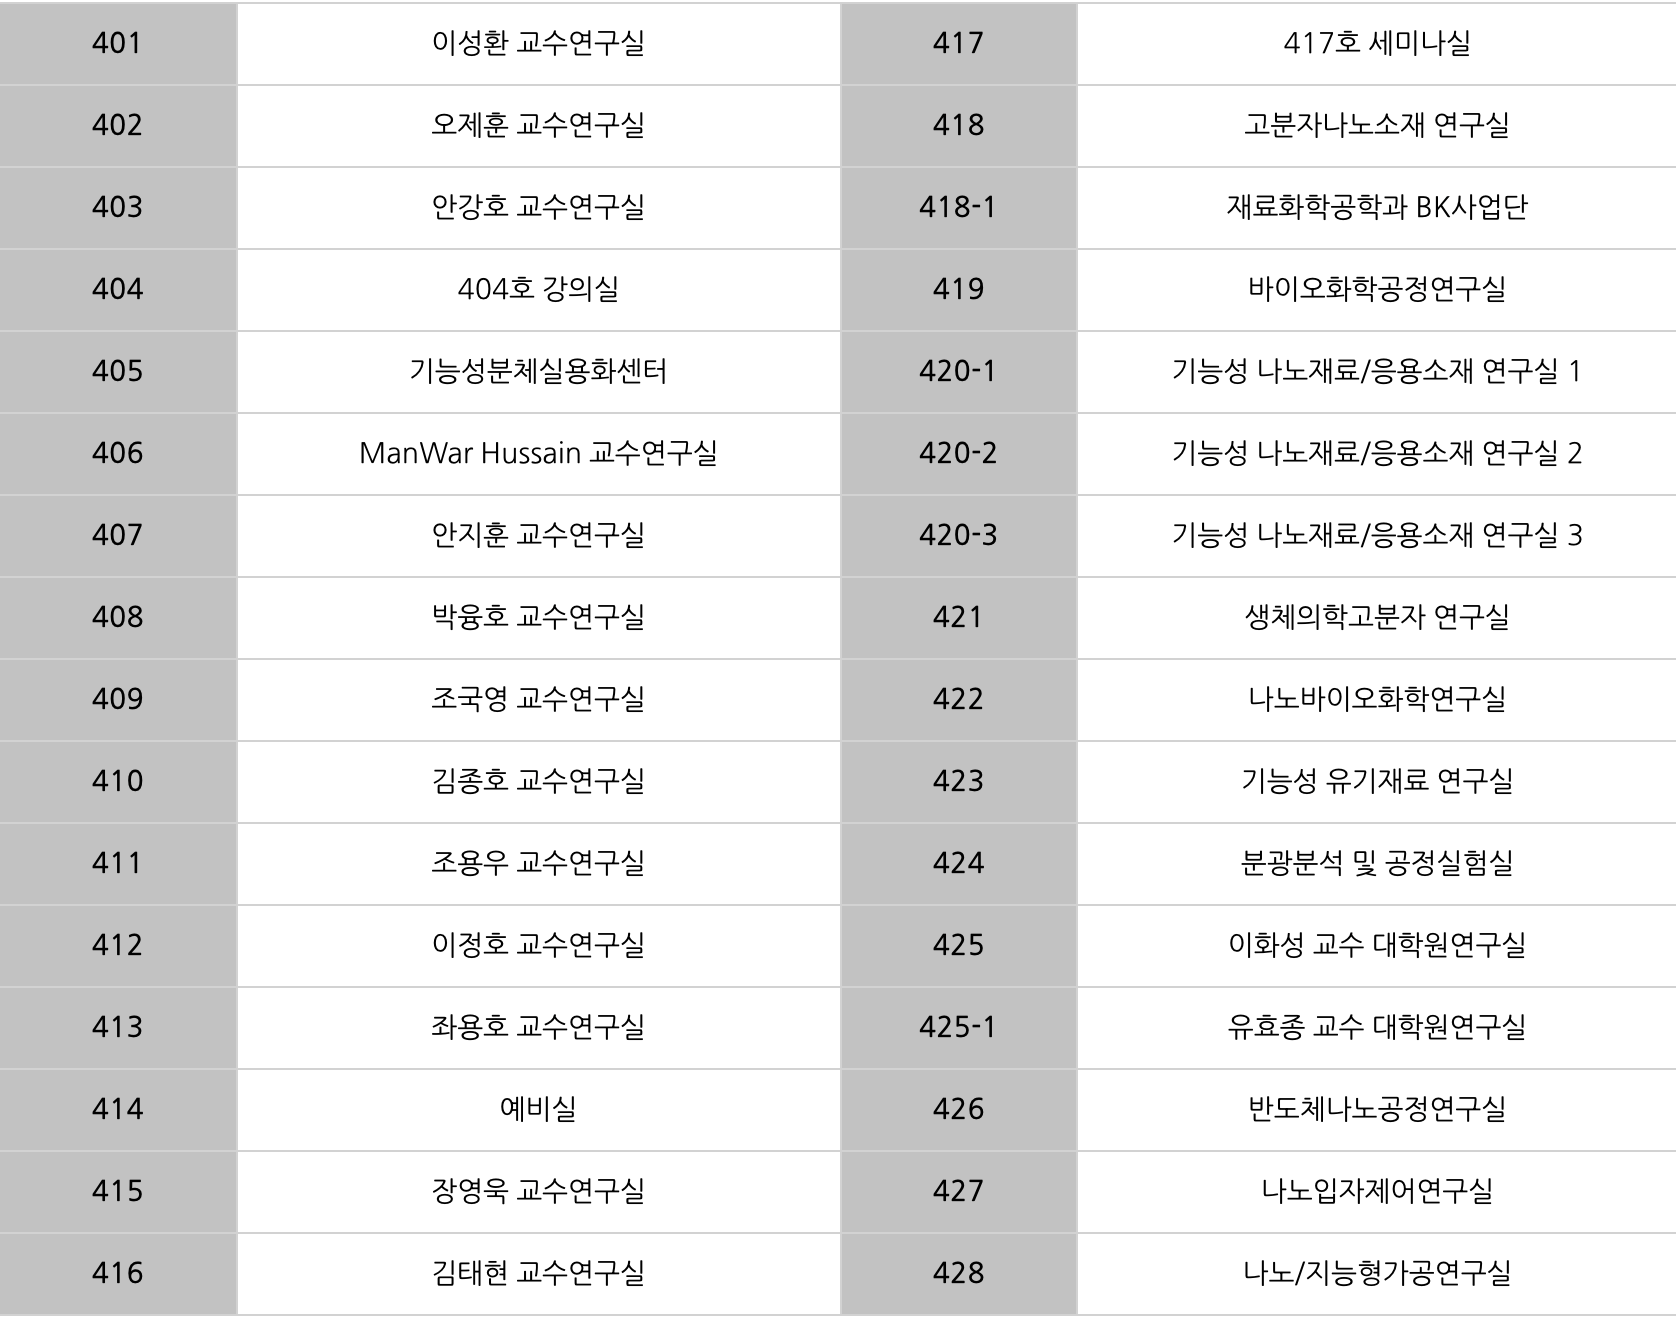 401 이성환 교수연구실 417 417호 세미나실
402 오제훈 교수연구실 418 고분자나노소재 연구실
403 안강호 교수연구실 418-1 재료화학공학과 BK사업단
404 404호 강의실 419 바이오화학공정연구실
405 기능성분체실용화센터 420-1 기능성 나노재료/응용소재 연구실 1
406 ManWar Hussain 교수연구실 420-2 기능성 나노재료/응용소재 연구실 2
407 안지훈 교수연구실 420-3 기능성 나노재료/응용소재 연구실 3
408 박융호 교수연구실 421 생체의학고분자 연구실
409 조국영 교수연구실 422 나노바이오화학연구실
410 김종호 교수연구실 423 기능성 유기재료 연구실
411 조용우 교수연구실 424 분광분석 및 공정실험실
412 이정호 교수연구실 425 이화성 교수 대학원연구실
413 좌용호 교수연구실 425-1 유효종 교수 대학원연구실
414 예비실 426 반도체나노공정연구실
415 장영욱 교수연구실 427 나노입자제어연구실
416 김태현 교수연구실 428 나노/지능형가공연구실